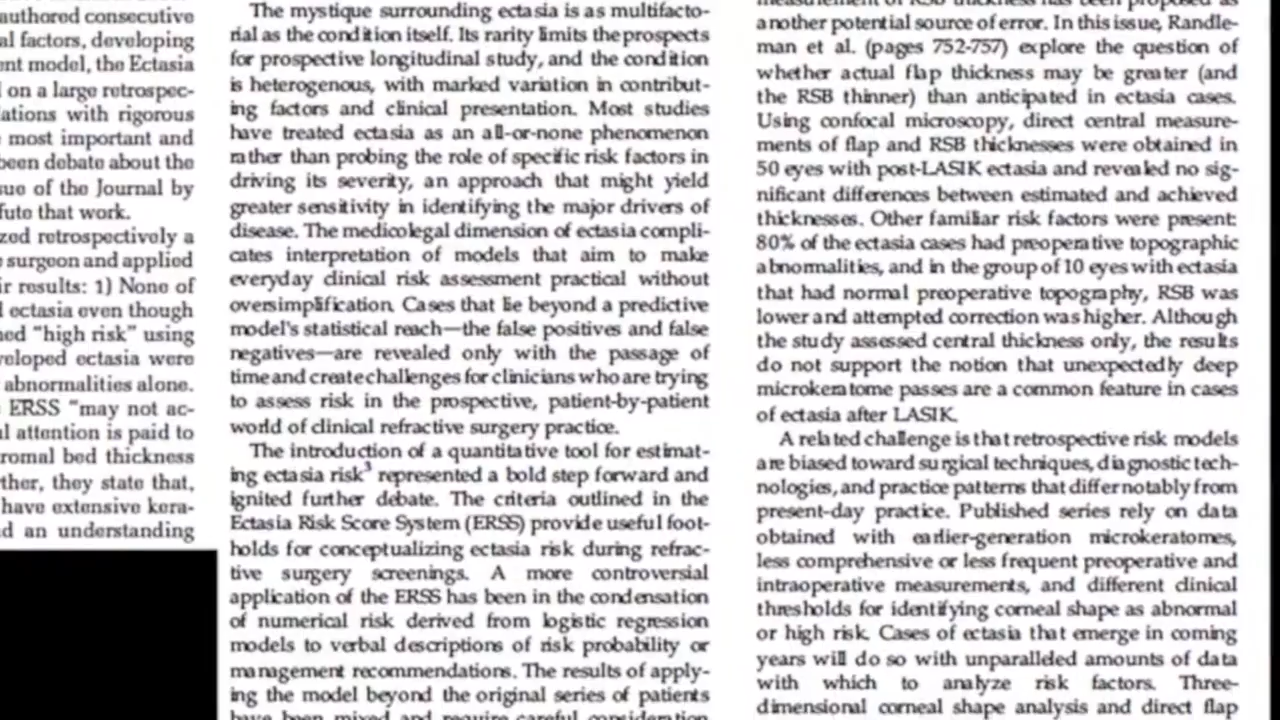 authored consecutive
al factors, developing
ent model, the Ectasia
on a large retrospec-
ations with rigorous
most important and
been debate about the
sue of the Journal by
fute that work.
zed retrospectively a
surgeon and applied
ir results: 1) None of
ectasia even though
ned "high risk" using
veloped ectasia were
abnormalities alone.
ERSS "may not ac-
al attention is paid to
romal bed thickness
ther, they state that,
have extensive kera-
d an understanding
The mystique surrounding ectasia is as multifacto-
rial as the condition itself. Its rarity limits the prospects
for prospective longitudinal study, and the condition
is heterogenous, with marked variation in contribut-
ing factors and clinical presentation. Most studies
have treated ectasia as an all-or-none phenomenon
rather than probing the role of specific risk factors in
driving its severity, an approach that might yield
greater sensitivity in identifying the major drivers of
disease. The medicolegal dimension of ectasia compli-
cates interpretation of models that aim to make
everyday clinical risk assessment practical without
oversimplification. Cases that lie beyond a predictive
model's statistical reach—the false positives and false
negatives—are revealed only with the passage of
time and create challenges for clinicians who are trying
to assess risk in the prospective, patient-by-patient
world of clinical refractive surgery practice.
The introduction of a quantitative tool for estimat-
ing ectasia risk3 represented a bold step forward and
ignited further debate. The criteria outlined in the
Ectasia Risk Score System (ERSS) provide useful foot-
holds for conceptualizing ectasia risk during refrac-
tive surgery screenings. A more controversial
application of the ERSS has been in the condensation
of numerical risk derived from logistic regression
models to verbal descriptions of risk probability or
management recommendations. The results of apply-
ing the model beyond the original series of patients
have been mixed and require careful consideration
measurement of RSB thickness has been proposed as
another potential source of error. In this issue, Randle-
man et al. (pages 752-757) explore the question of
whether actual flap thickness may be greater (and
the RSB thinner) than anticipated in ectasia cases.
Using confocal microscopy, direct central measure-
ments of flap and RSB thicknesses were obtained in
50 eyes with post-LASIK ectasia and revealed no sig-
nificant differences between estimated and achieved
thicknesses. Other familiar risk factors were present:
80% of the ectasia cases had preoperative topographic
abnormalities, and in the group of 10 eyes with ectasia
that had normal preoperative topography, RSB was
lower and attempted correction was higher. Although
the study assessed central thickness only, the results
do not support the notion that unexpectedly deep
microkeratome passes are a common feature in cases
of ectasia after LASIK.
A related challenge is that retrospective risk models
are biased toward surgical techniques, diagnostic tech-
nologies, and practice patterns that differ notably from
present-day practice. Published series rely on data
obtained with earlier-generation microkeratomes,
less comprehensive or less frequent preoperative and
intraoperative measurements, and different clinical
thresholds for identifying corneal shape as abnormal
or high risk. Cases of ectasia that emerge in coming
years will do so with unparalleled amounts of data
with which to analyze risk factors. Three-
dimensional corneal shape analysis and direct flap